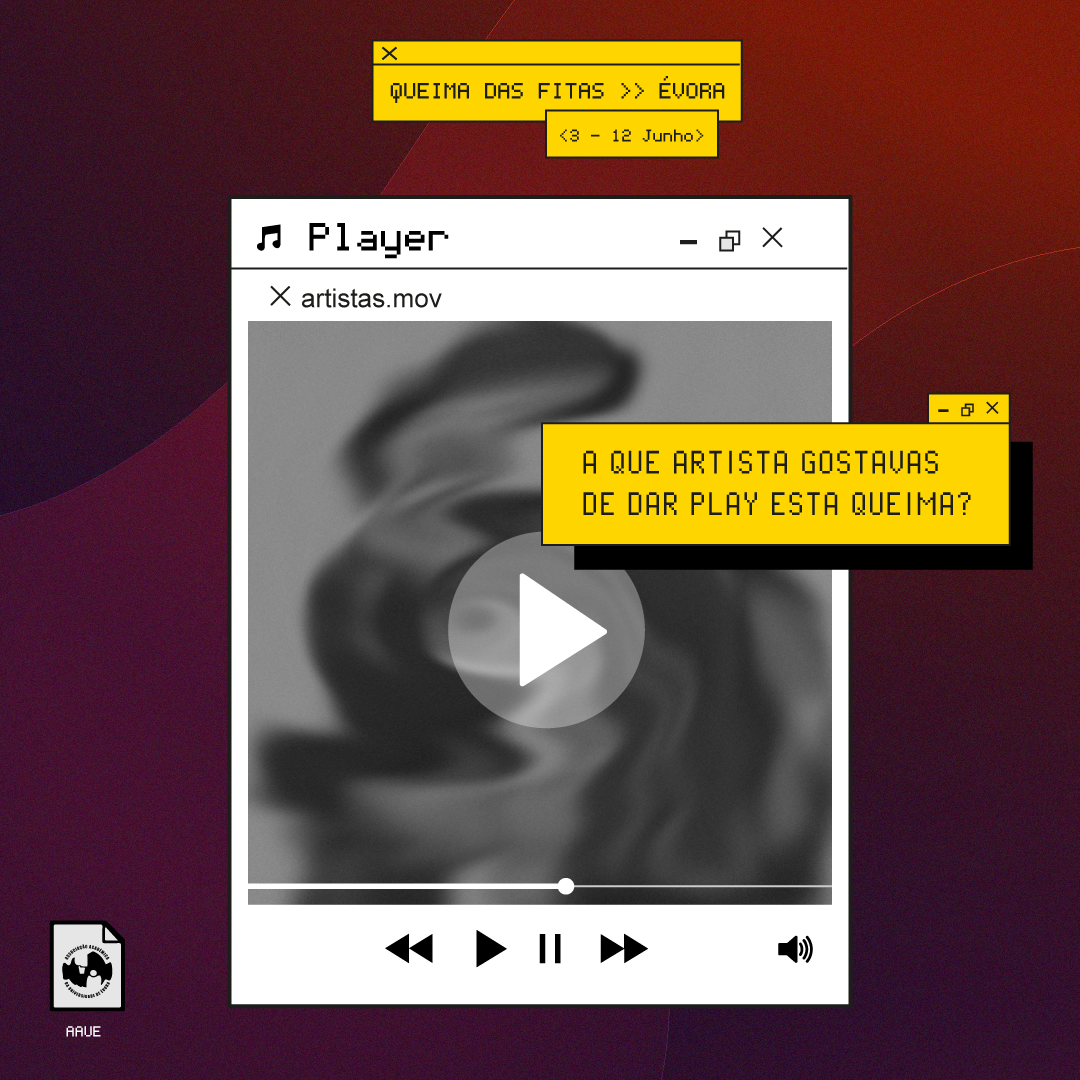 QUEIMA DAS FITAS >> ÉVORA
<3 - 12 Junho>
Player
artistas.mov
A QUE ARTISTA GOSTAVAS
DE DAR PLAY ESTA QUEIMA?
ASSOCIAÇÃO ACADÉMICA
DA UNIVERSIDADE DE ÉVORA
AAUE